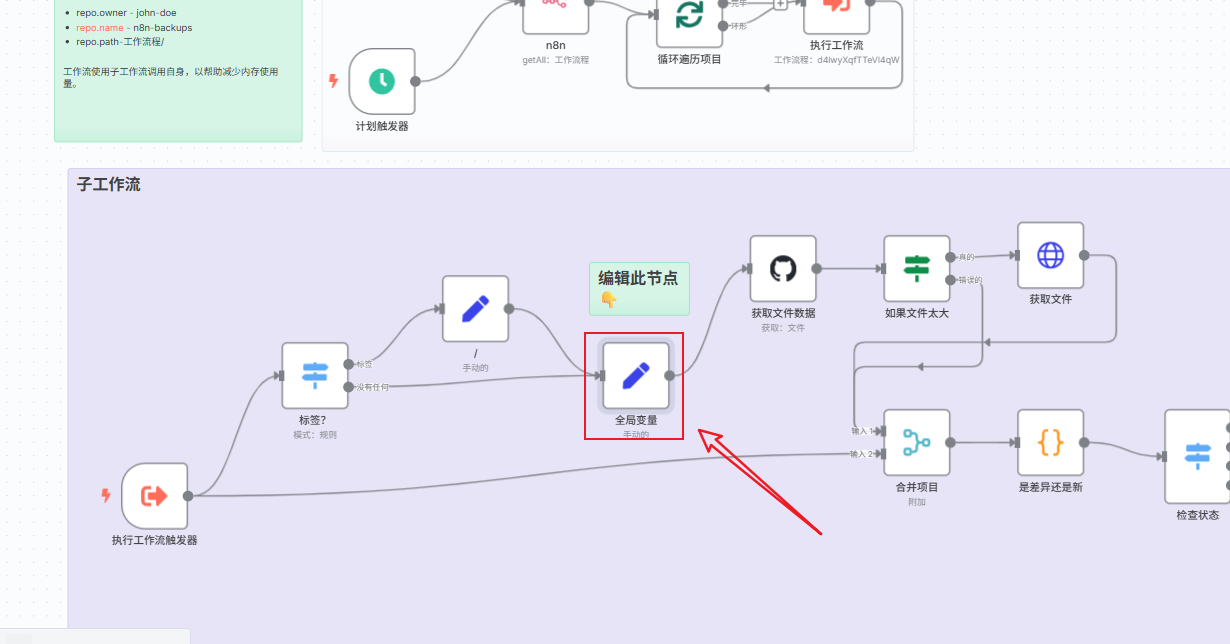 repo.owner - john-doe
repo.name - n8n-backups
repo.path-工作流程/
工作流使用子工作流调用自身，以帮助减少内存使用
量。
计划触发器
n8n
getAll：工作流程
循环遍历项目
完毕
环形
执行工作流
工作流程：d4lwyXqfTTeVl4qW
子工作流
执行工作流触发器
标签?
模式：规则
标签
没有任何
/
手动的
编辑此节点
👇
全局变量
手动的
获取文件数据
获取：文件
如果文件太大
真的
错误的
获取文件
输入 1
输入 2
合并项目
附加
是差异还是新
检查状态